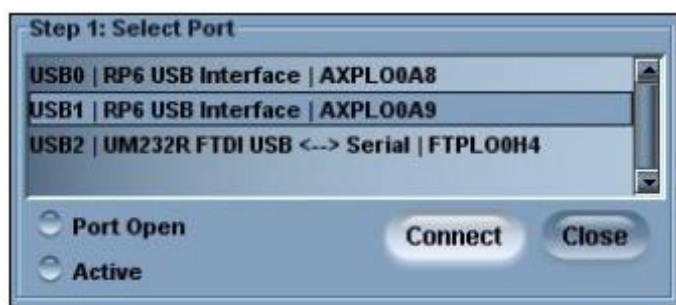 Step 1: Select Port
USB0 | RP6 USB Interface | AXPLO0A8
USB1 | RP6 USB Interface | AXPLO0A9
USB2 | UM232R FTDI USB <--> Serial | FTPLO0H4
Port Open
Connect
Close
Active